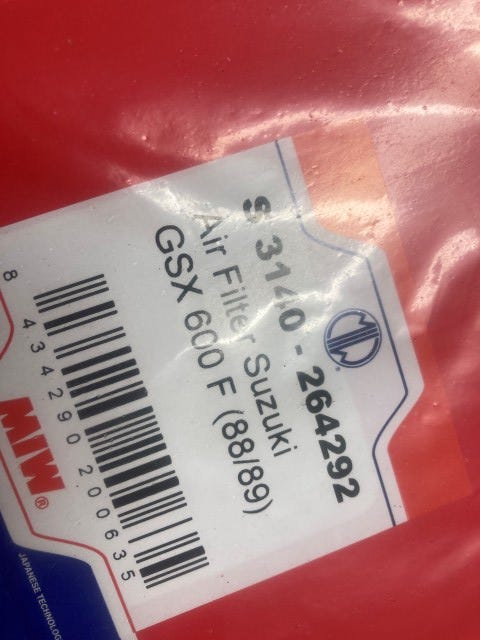 S 3140 - 264292
Air Filter Suzuki
GSX 600 F (88/89)
8 434290 200635
MIW®
JAPANESE TECHNOLOGY